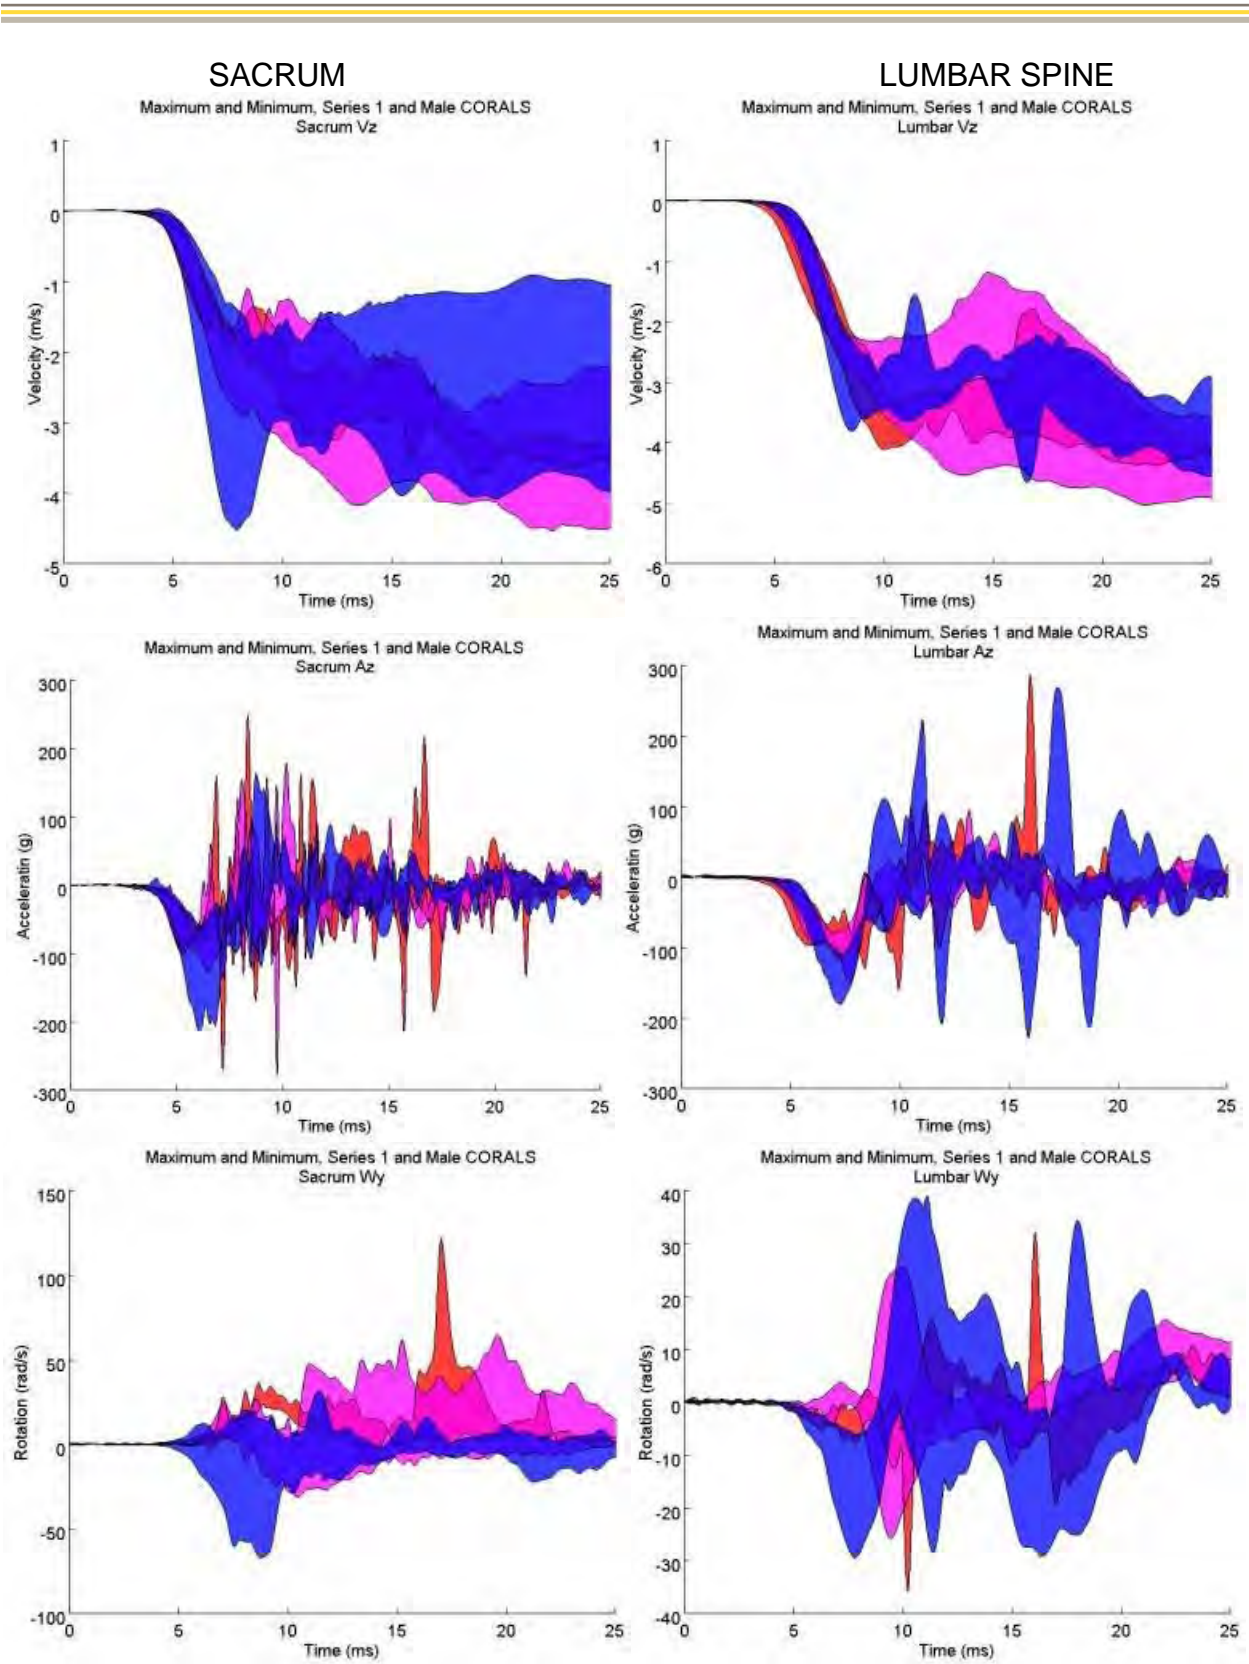 SACRUM
LUMBAR SPINE
Maximum and Minimum, Series 1 and Male CORALS
Sacrum Vz
1
0
-1
-2
-3
-4
-5
Velocity (m/s)
0 5 10 15 20 25
Time (ms)
Maximum and Minimum, Series 1 and Male CORALS
Lumbar Vz
1
0
-1
-2
-3
-4
-5
-6
Velocity (m/s)
0 5 10 15 20 25
Time (ms)
Maximum and Minimum, Series 1 and Male CORALS
Sacrum Az
300
200
100
0
-100
-200
-300
Acceleratin (g)
0 5 10 15 20 25
Time (ms)
Maximum and Minimum, Series 1 and Male CORALS
Lumbar Az
300
200
100
0
-100
-200
-300
Acceleratin (g)
0 5 10 15 20 25
Time (ms)
Maximum and Minimum, Series 1 and Male CORALS
Sacrum Wy
150
100
50
0
-50
-100
Rotation (rad/s)
0 5 10 15 20 25
Time (ms)
Maximum and Minimum, Series 1 and Male CORALS
Lumbar Wy
40
30
20
10
0
-10
-20
-30
-40
Rotation (rad/s)
0 5 10 15 20 25
Time (ms)